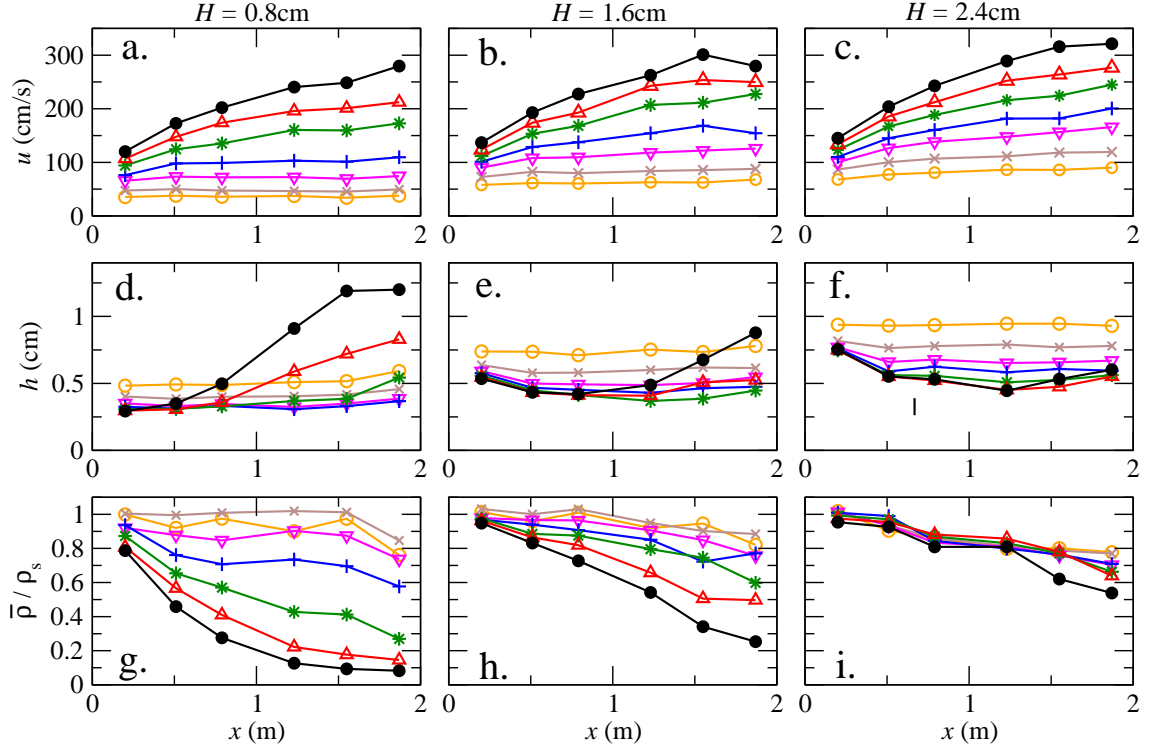 H = 0.8cm H = 1.6cm H = 2.4cm
a. b. c.
300
200
100
0
u (cm/s)
0 1 2 0 1 2 0 1 2
d. e. f.
1
0.5
0
h (cm)
0 1 2 0 1 2 0 1 2
1
0.8
0.6
0.4
0.2
0
ρ̅ / ρs
g. h. i.
0 1 2 0 1 2 0 1 2
x (m) x (m) x (m)